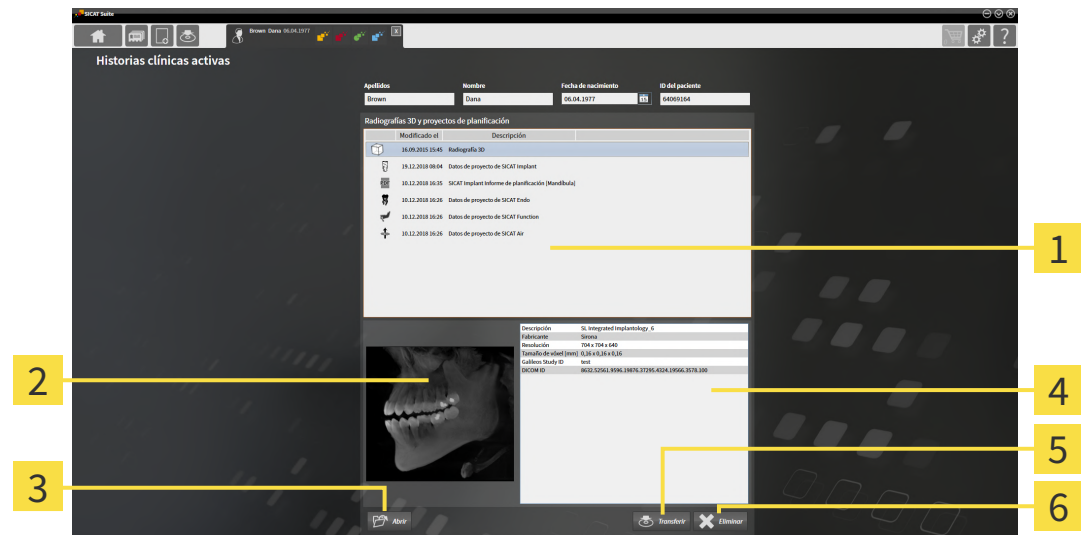 SICAT Suite
Brown Dana 06.04.1977
X
?
Historias clínicas activas
Apellidos Nombre Fecha de nacimiento ID del paciente
Brown Dana 06.04.1977 15 64069164
Radiografías 3D y proyectos de planificación
Modificado el Descripción
16.09.2015 15:45 Radiografía 3D
19.12.2018 08:04 Datos de proyecto de SICAT Implant
10.12.2018 16:35 SICAT Implant Informe de planificación [Mandíbula]
10.12.2018 16:26 Datos de proyecto de SICAT Endo
10.12.2018 16:26 Datos de proyecto de SICAT Function
10.12.2018 16:26 Datos de proyecto de SICAT Air
1
Descripción SL Integrated Implantology_6
Fabricante Sirona
Resolución 704 x 704 x 640
Tamaño de vóxel [mm] 0,16 x 0,16 x 0,16
Galileos Study ID test
DICOM ID 8632.52561.9596.19876.37295.4324.19566.3578.100
2
4
5
3
6
Abrir Transferir Eliminar